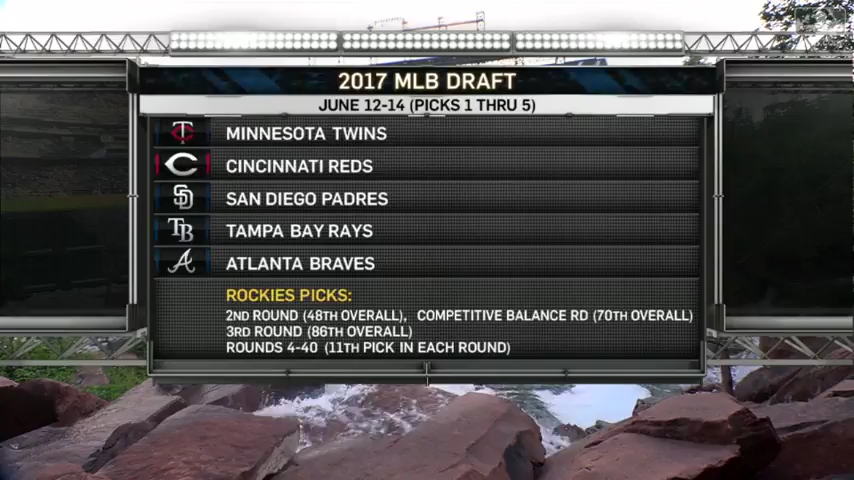 2017 MLB DRAFT
JUNE 12-14 (PICKS 1 THRU 5)
MINNESOTA TWINS
C
CINCINNATI REDS
SD
SAN DIEGO PADRES
TB
TAMPA BAY RAYS
A
ATLANTA BRAVES
ROCKIES PICKS:
2ND ROUND (48TH OVERALL), COMPETITIVE BALANCE RD (70TH OVERALL)
3RD ROUND (86TH OVERALL)
ROUNDS 4-40 (11TH PICK IN EACH ROUND)